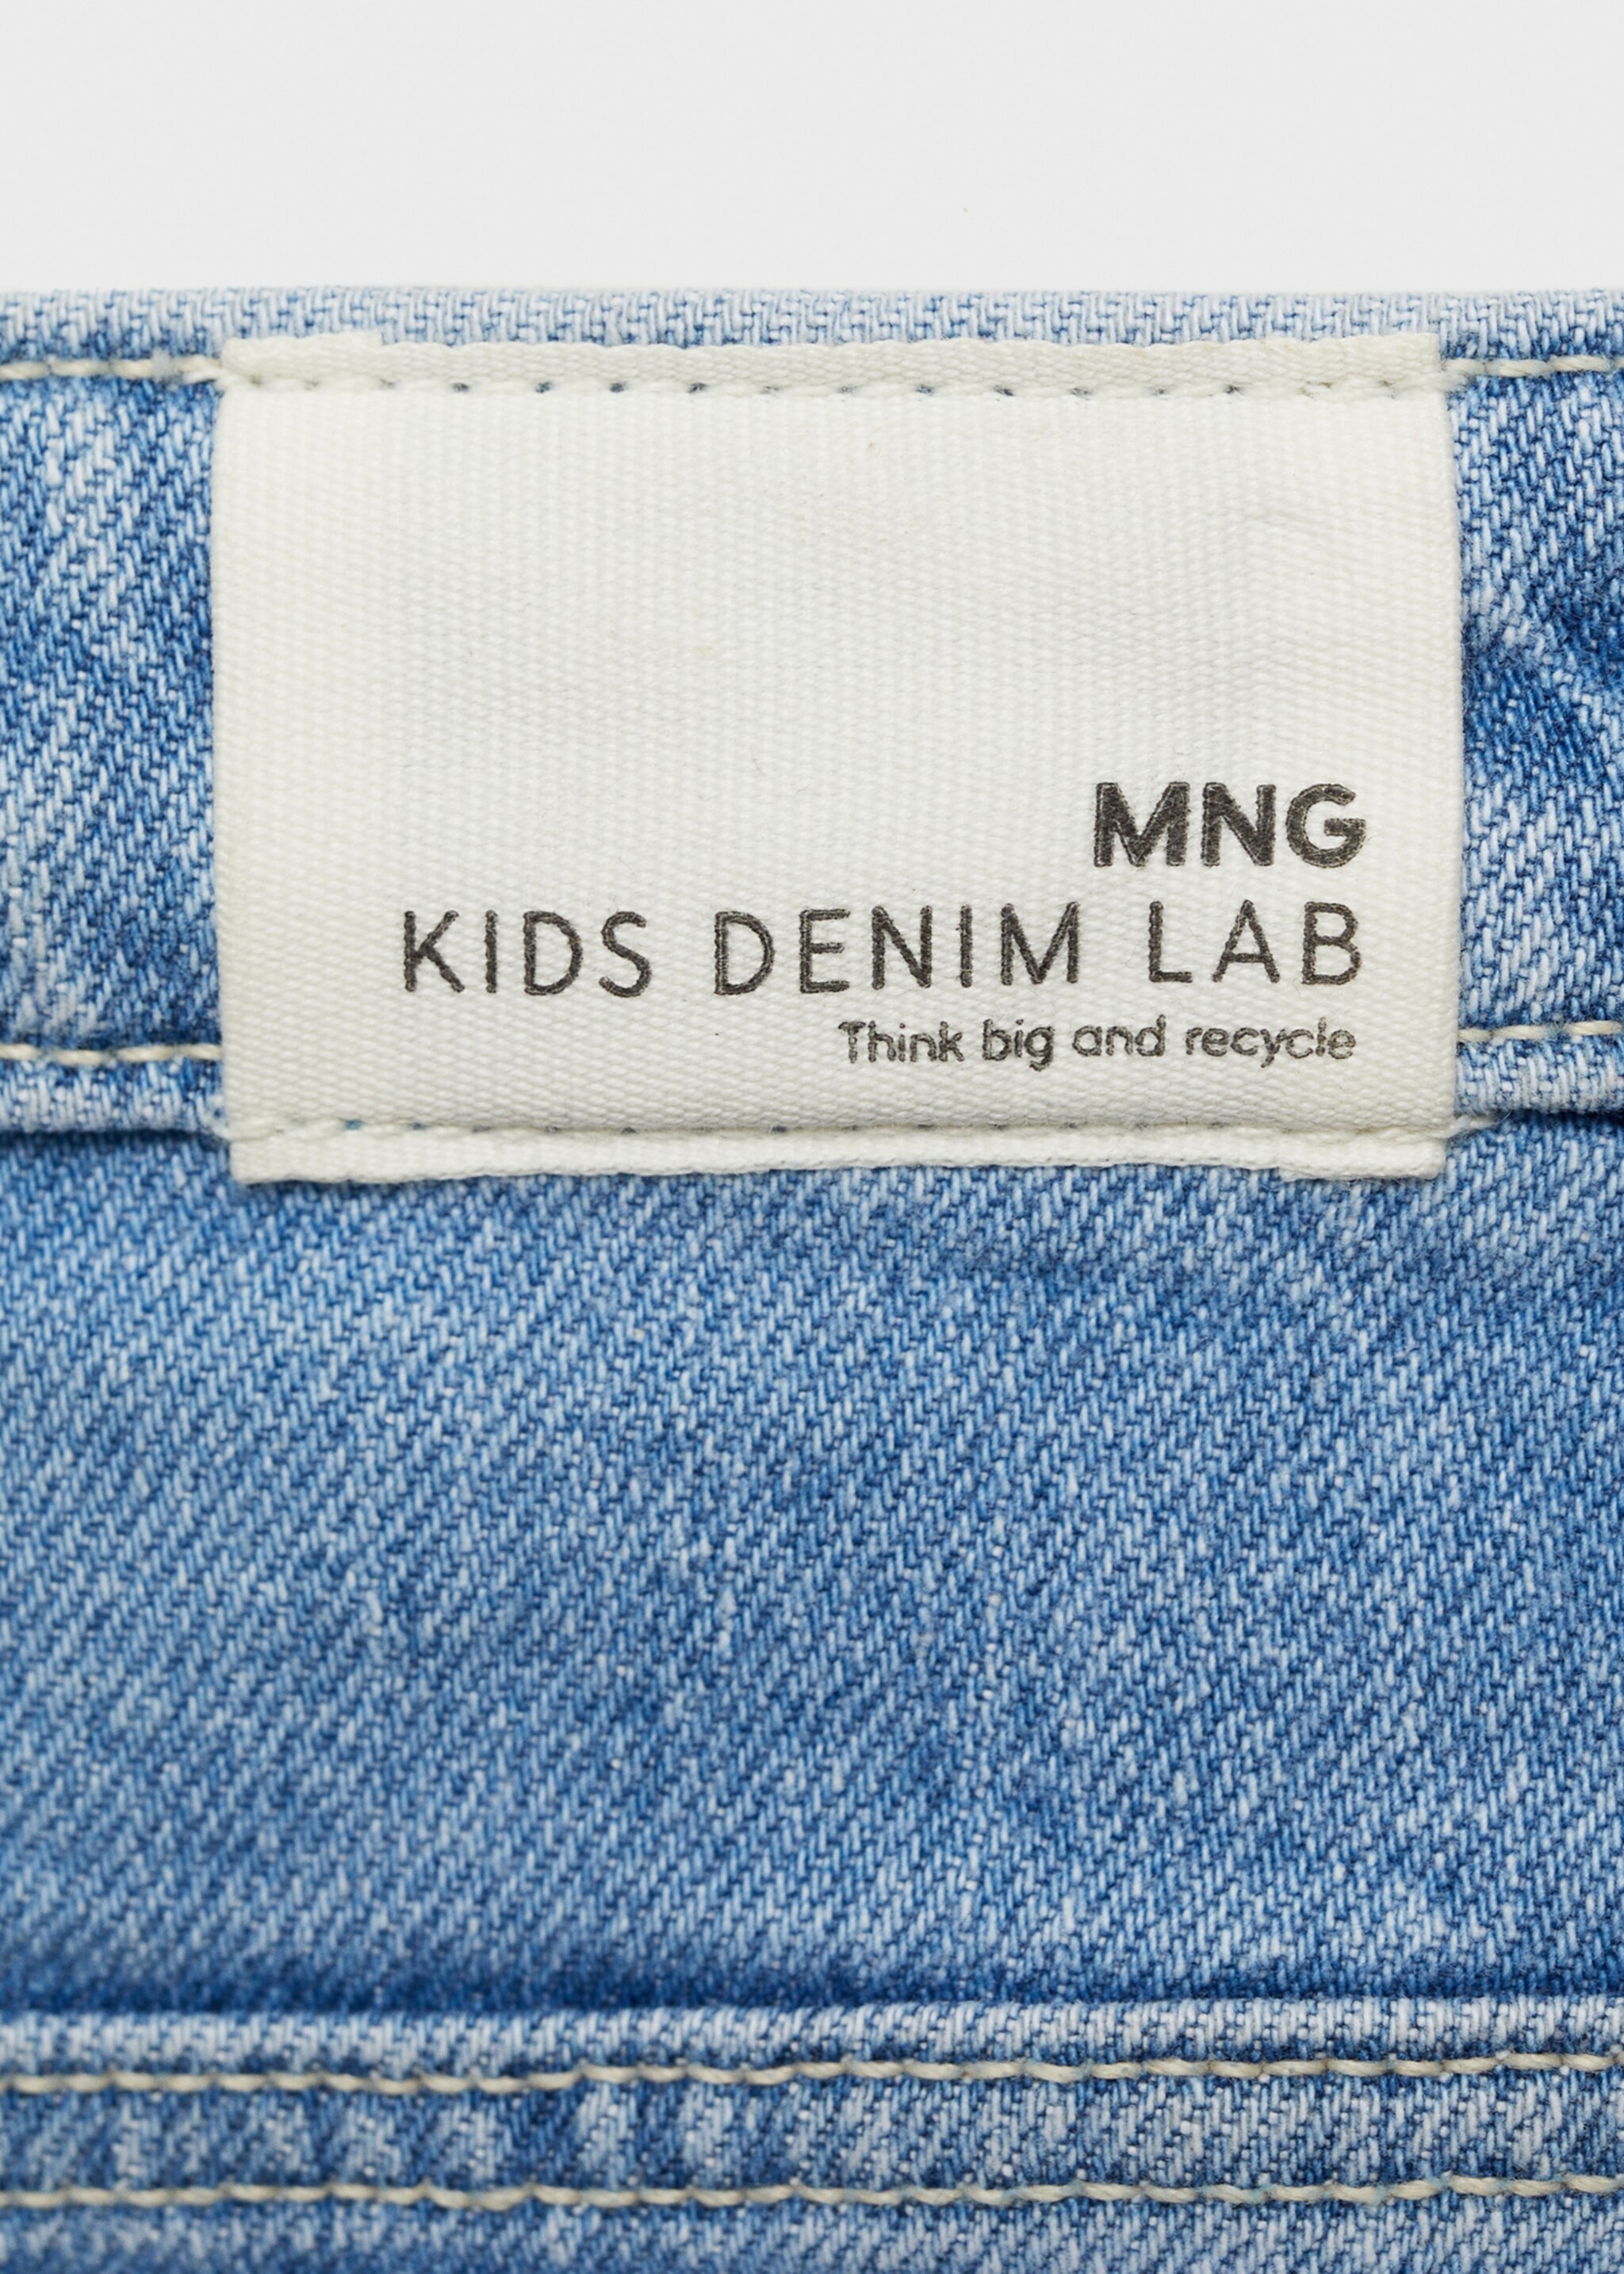 MNG
KIDS DENIM LAB
Think big and recycle